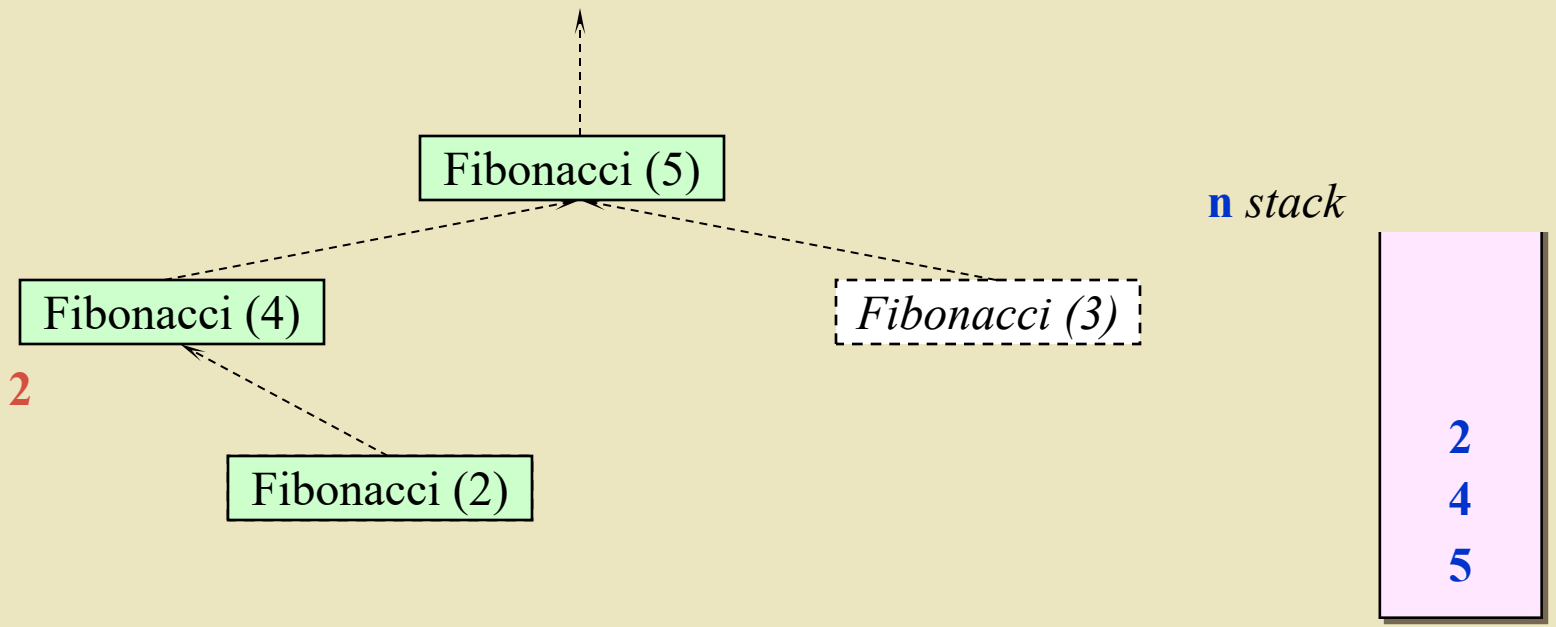 Fibonacci (5)
n stack
Fibonacci (4)
Fibonacci (3)
2
Fibonacci (2)
2
4
5